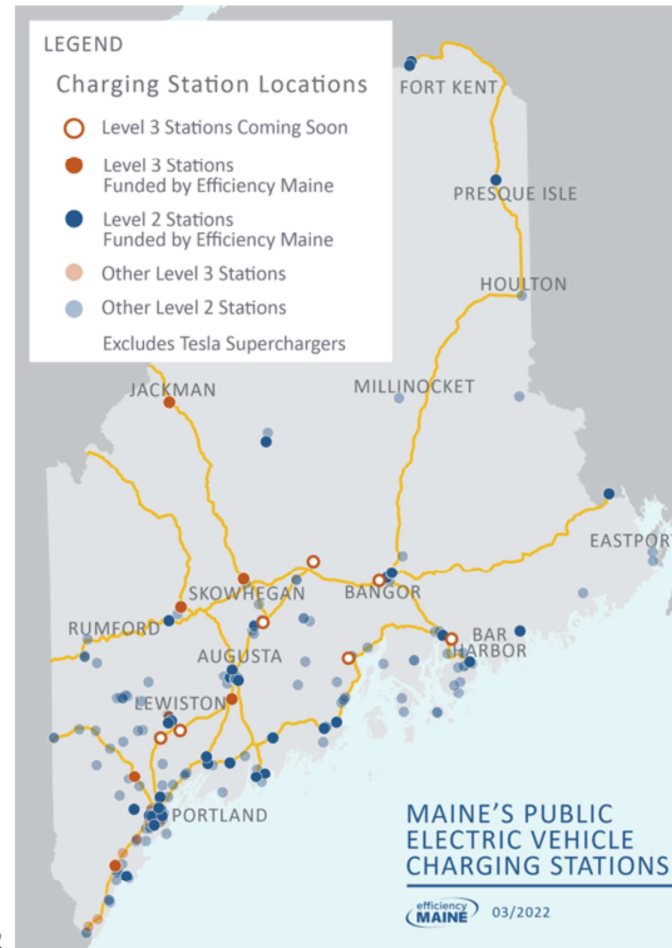 LEGEND
Charging Station Locations
Level 3 Stations Coming Soon
Level 3 Stations
Funded by Efficiency Maine
Level 2 Stations
Funded by Efficiency Maine
Other Level 3 Stations
Other Level 2 Stations
Excludes Tesla Superchargers
FORT KENT
PRESQUE ISLE
HOULTON
JACKMAN
MILLINOCKET
EASTPOR
SKOWHEGAN
BANGOR
RUMFORD
BAR
HARBOR
AUGUSTA
LEWISTON
PORTLAND
MAINE'S PUBLIC
ELECTRIC VEHICLE
CHARGING STATIONS
efficiency
MAINE
03/2022